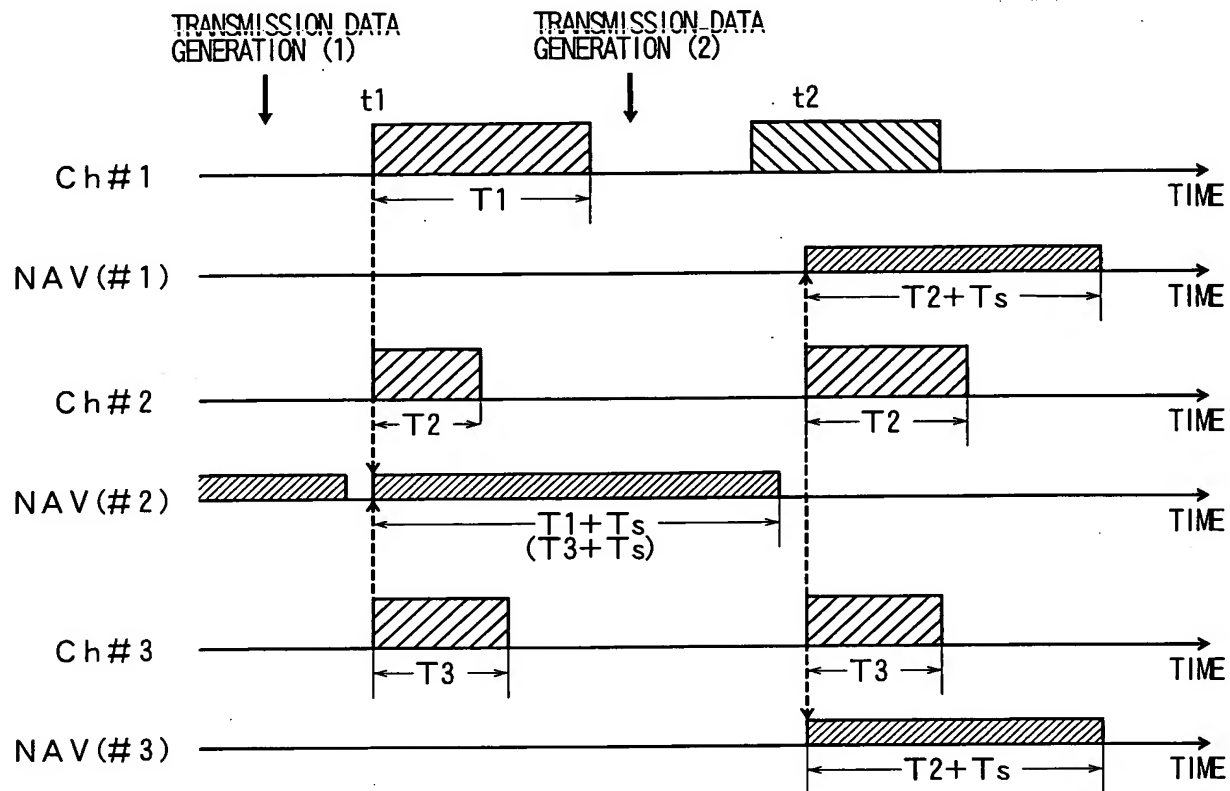 TRANSMISSION DATA
GENERATION (1)
TRANSMISSION DATA
GENERATION (2)
t1
t2
Ch#1
T1
TIME
NAV(#1)
T2+Ts
TIME
Ch#2
T2
T2
TIME
NAV(#2)
T1+Ts
(T3+Ts)
TIME
Ch#3
T3
T3
TIME
NAV(#3)
T2+Ts
TIME